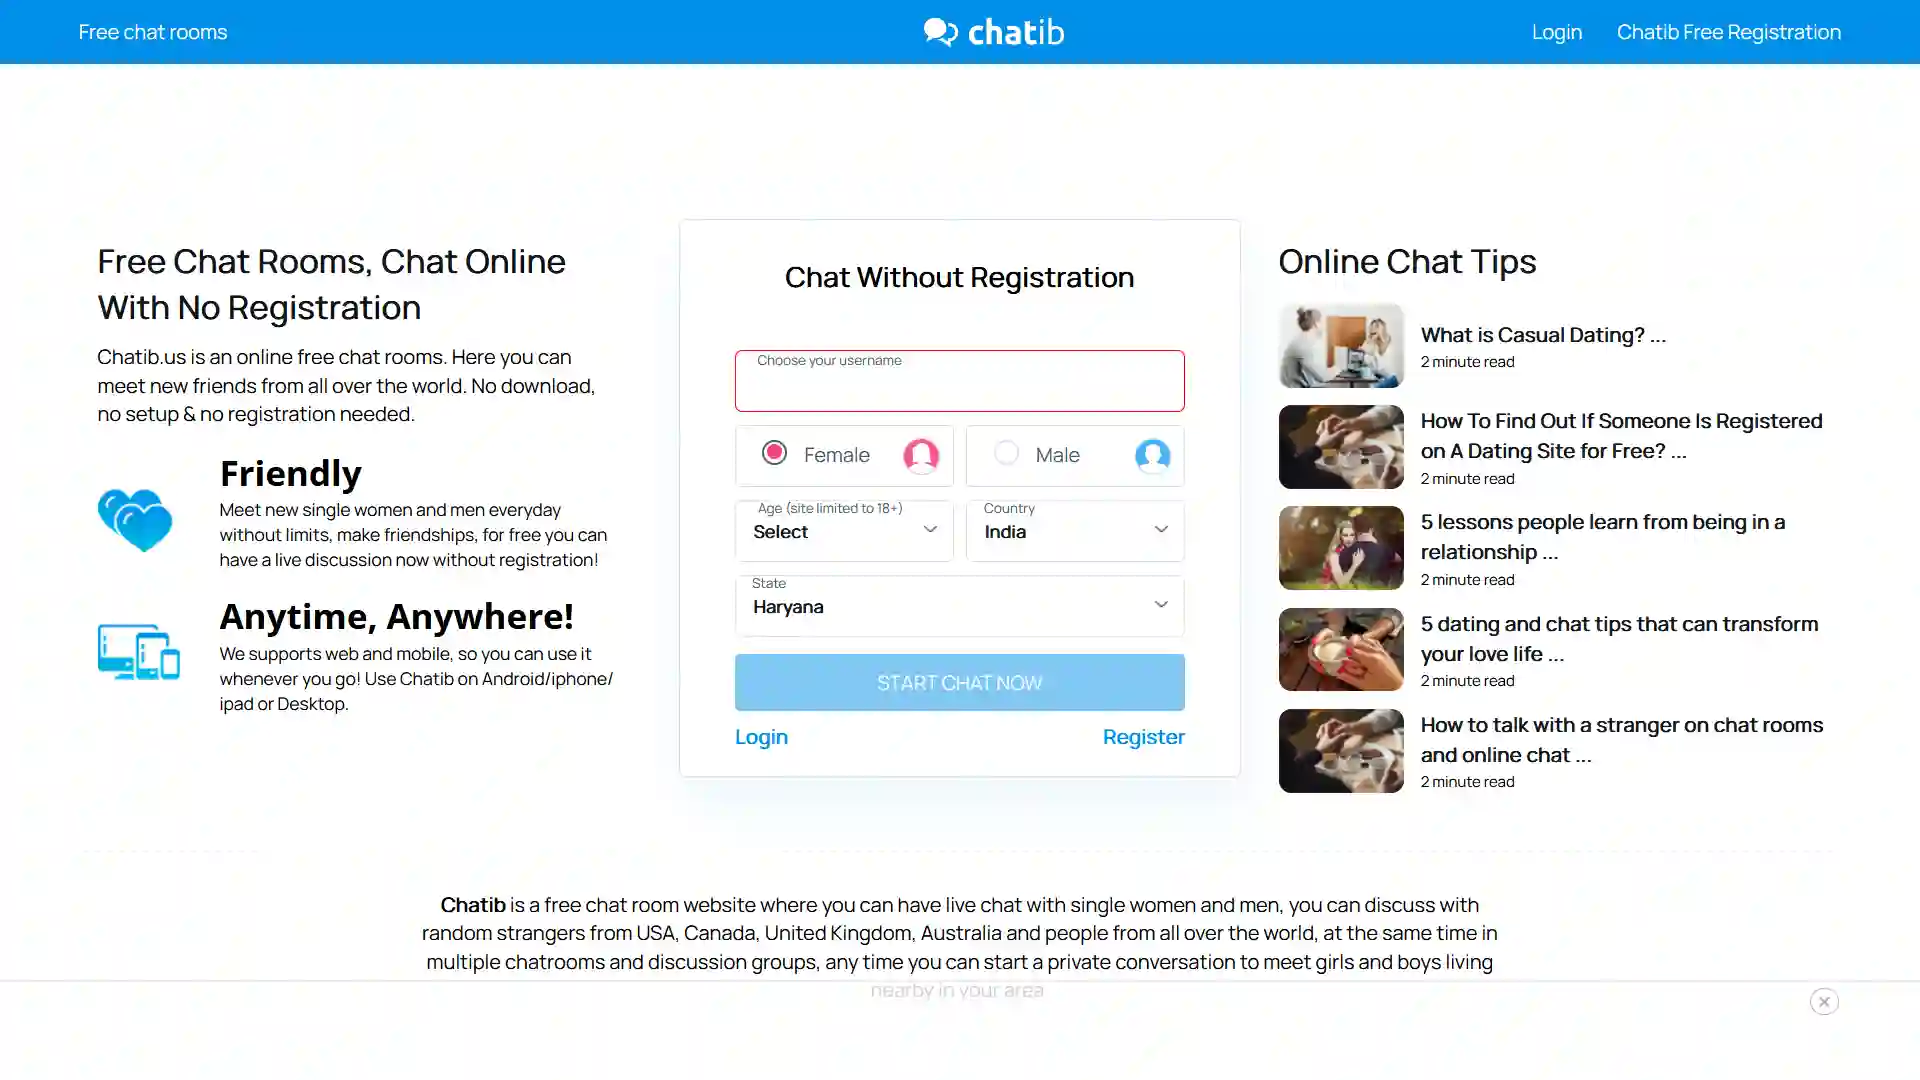 Free chat rooms
chatib
Login
Chatib Free Registration
Free Chat Rooms, Chat Online
With No Registration
Chatib.us is an online free chat rooms. Here you can
meet new friends from all over the world. No download,
no setup & no registration needed.
Friendly
Meet new single women and men everyday
without limits, make friendships, for free you can
have a live discussion now without registration!
Anytime, Anywhere!
We supports web and mobile, so you can use it
whenever you go! Use Chatib on Android/iphone/
ipad or Desktop.
Chat Without Registration
Choose your username
Female
Male
Age (site limited to 18+)
Select
Country
India
State
Haryana
START CHAT NOW
Login
Register
Online Chat Tips
What is Casual Dating? ...
2 minute read
How To Find Out If Someone Is Registered
on A Dating Site for Free? ...
2 minute read
5 lessons people learn from being in a
relationship ...
2 minute read
5 dating and chat tips that can transform
your love life ...
2 minute read
How to talk with a stranger on chat rooms
and online chat ...
2 minute read
Chatib is a free chat room website where you can have live chat with single women and men, you can discuss with
random strangers from USA, Canada, United Kingdom, Australia and people from all over the world, at the same time in
multiple chatrooms and discussion groups, any time you can start a private conversation to meet girls and boys living
nearby in your area